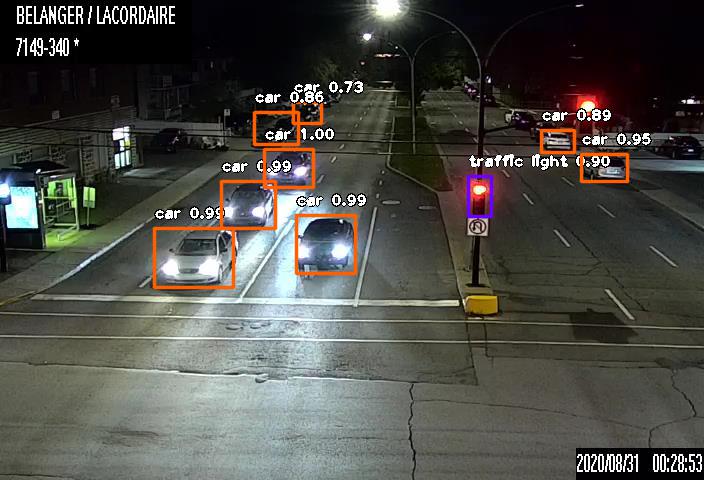 BELANGER / LACORDAIRE
7149-340 *
car 0.73
car 0.86
car 1.00
car 0.99
car 0.99
car 0.99
car 0.89
car 0.95
traffic light 0.90
2020/08/31 00:28:53